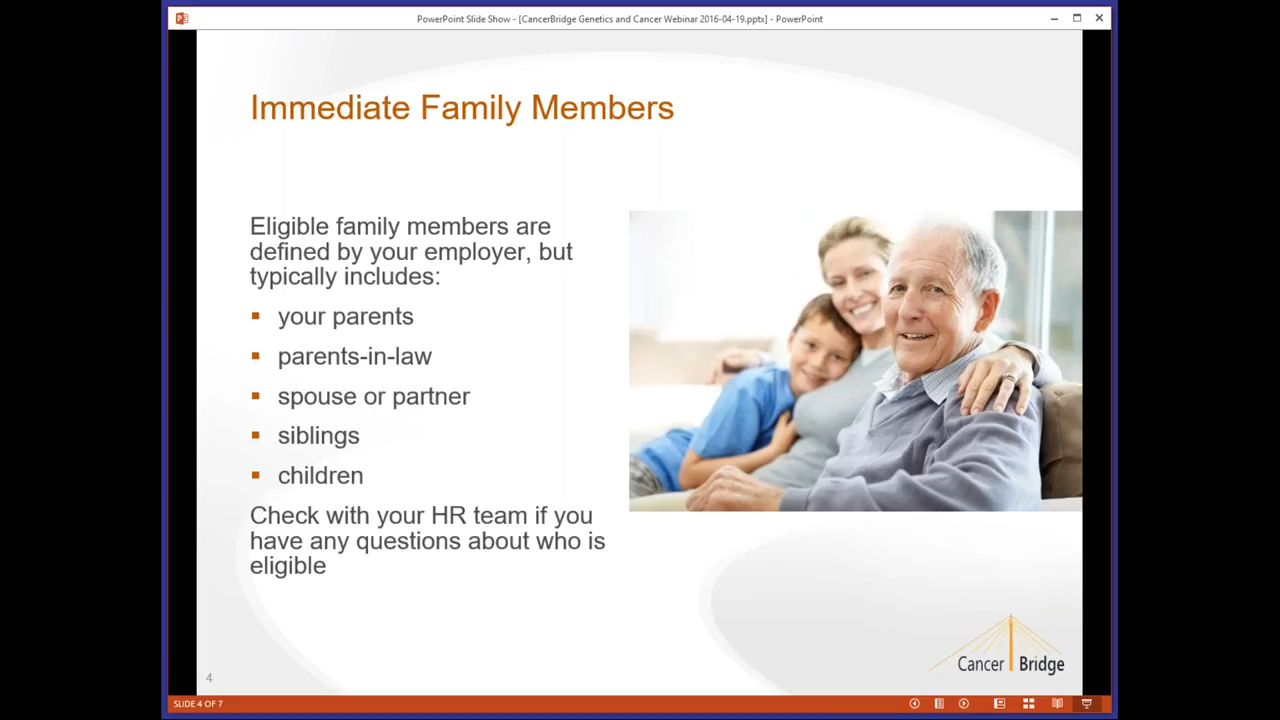 PowerPoint Slide Show - [CancerBridge Genetics and Cancer Webinar 2016-04-19.pptx] - PowerPoint
Immediate Family Members
Eligible family members are
defined by your employer, but
typically includes:
your parents
parents-in-law
spouse or partner
siblings
children
Check with your HR team if you
have any questions about who is
eligible
Cancer Bridge
4
SLIDE 4 OF 7